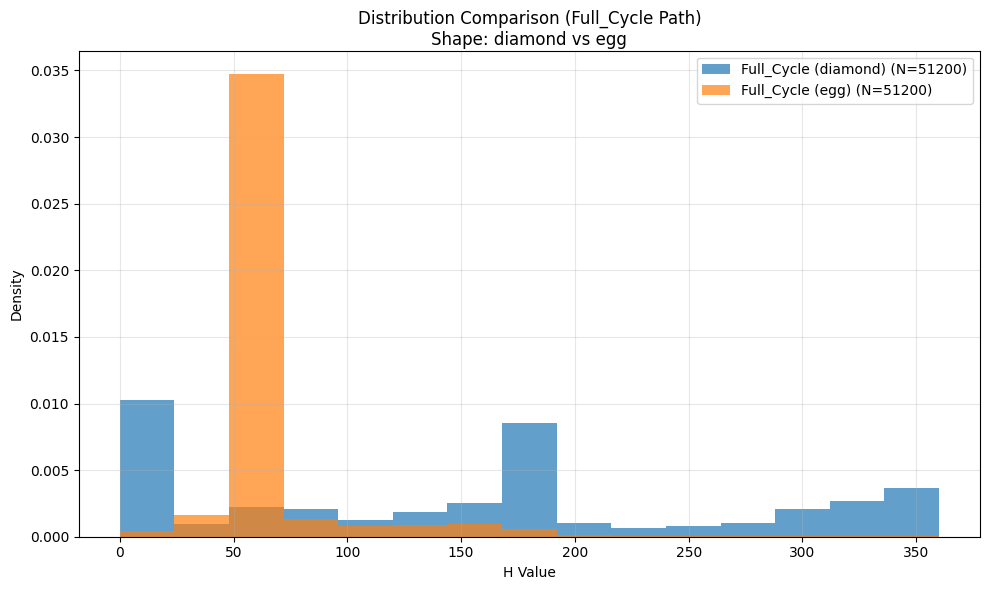 Distribution Comparison (Full_Cycle Path)
Shape: diamond vs egg
Full_Cycle (diamond) (N=51200)
Full_Cycle (egg) (N=51200)
0.035
0.030
0.025
0.020
0.015
0.010
0.005
0.000
Density
0 50 100 150 200 250 300 350
H Value